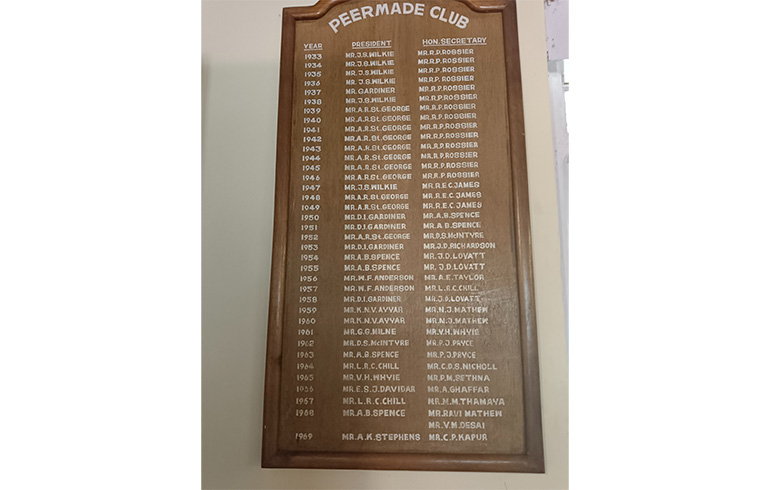 PEERMADE CLUB
YEAR PRESIDENT HON. SECRETARY
1933 MR.J.S.WILKIE MR.R.P.ROSSIER
1934 MR.J.S.WILKIE MR.R.P.ROSSIER
1935 MR.J.S.WILKIE MR.R.P.ROSSIER
1936 MR.J.S.WILKIE MR.R.P.ROSSIER
1937 MR.GARDINER MR.R.P.ROSSIER
1938 MR.J.S.WILKIE MR.R.P.ROSSIER
1939 MR.A.R.St.GEORGE MR.R.P.ROSSIER
1940 MR.A.R.St.GEORGE MR.R.P.ROSSIER
1941 MR.A.R.St.GEORGE MR.R.P.ROSSIER
1942 MR.A.R.St.GEORGE MR.R.P.ROSSIER
1943 MR.A.R.St.GEORGE MR.R.P.ROSSIER
1944 MR.A.R.St.GEORGE MR.R.P.ROSSIER
1945 MR.A.R.St.GEORGE MR.R.P.ROSSIER
1946 MR.A.R.St.GEORGE MR.R.P.ROSSIER
1947 MR.J.S.WILKIE MR.R.E.C.JAMES
1948 MR.A.R.St.GEORGE MR.R.E.C.JAMES
1949 MR.A.R.St.GEORGE MR.R.E.C.JAMES
1950 MR.D.I.GARDINER MR.A.B.SPENCE
1951 MR.D.I.GARDINER MR.A.B.SPENCE
1952 MR.A.R.St.GEORGE MR.D.S.McINTYRE
1953 MR.D.I.GARDINER MR.J.D.RICHARDSON
1954 MR.A.B.SPENCE MR.J.D.LOVATT
1955 MR.A.B.SPENCE MR.J.D.LOVATT
1956 MR.W.F.ANDERSON MR.A.E.TAYLOR
1957 MR.W.F.ANDERSON MR.L.R.C.CHILL
1958 MR.D.I.GARDINER MR.J.D.LOVATT
1959 MR.K.N.V.AYYAR MR.N.J.MATHEW
1960 MR.K.N.V.AYYAR MR.N.J.MATHEW
1961 MR.G.G.MILNE MR.V.H.WHYIE
1962 MR.D.S.McINTYRE MR.P.J.PRYCE
1963 MR.A.B.SPENCE MR.P.J.PRYCE
1964 MR.L.R.C.CHILL MR.C.D.S.NICHOLL
1965 MR.V.H.WHYIE MR.P.N.SETHNA
1966 MR.E.S.J.DAVIDAR MR.A.GHAFFAR
1967 MR.L.R.C.CHILL MR.M.M.THAMAYA
1968 MR.A.B.SPENCE MR.RAVI MATHEW
MR.V.M.DESAI
1969 MR.A.K.STEPHENS MR.C.P.KAPUR